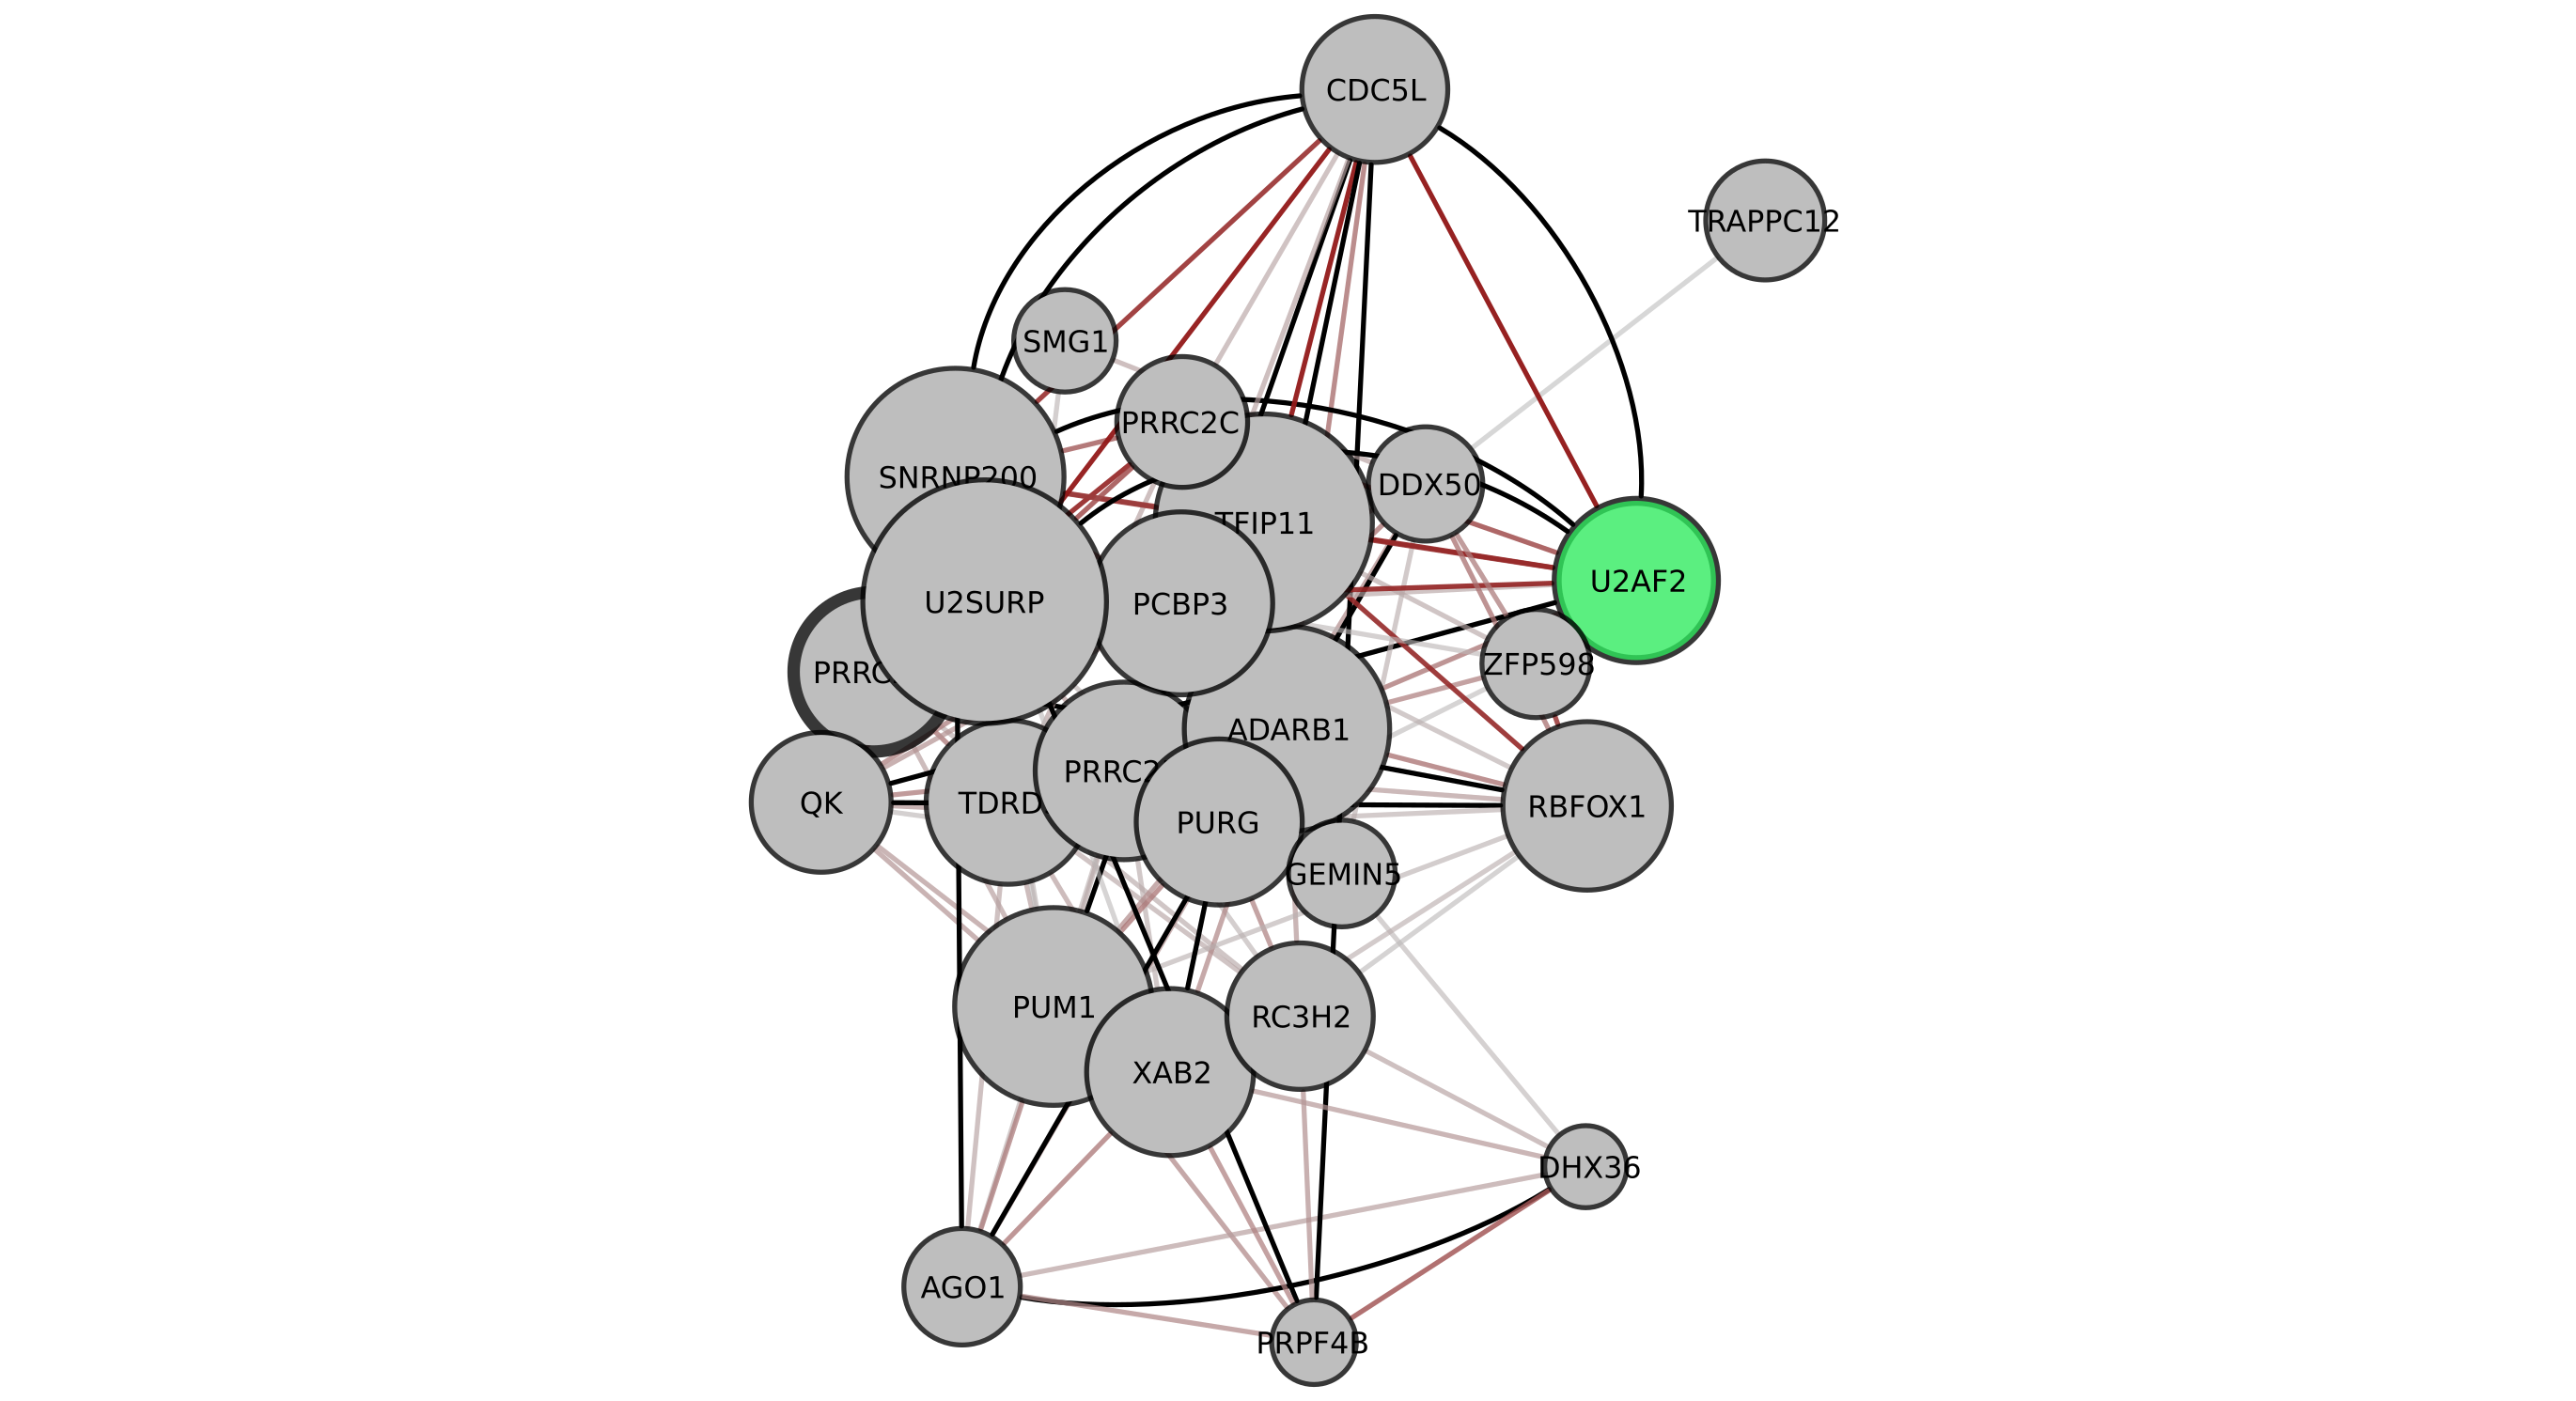 CDC5L
TRAPPC12
SMG1
PRRC2C
SNRNP200
DDX50
TFIP11
U2AF2
U2SURP
PCBP3
ZFP598
PRRC
ADARB1
PRRC2
QK
TDRD
RBFOX1
PURG
GEMIN5
PUM1
RC3H2
XAB2
DHX36
AGO1
PRPF4B